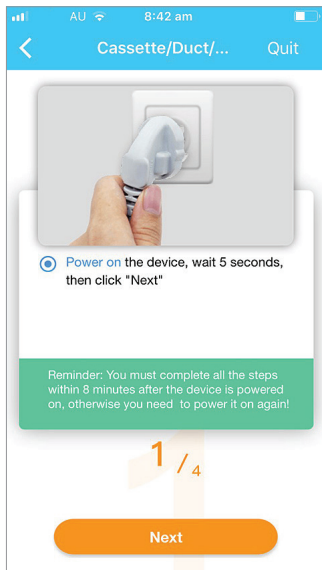 AU 8:42 am
Cassette/Duct/... Quit
Power on the device, wait 5 seconds,
then click "Next"
Reminder: You must complete all the steps
within 8 minutes after the device is powered
on, otherwise you need to power it on again!
1 / 4
Next